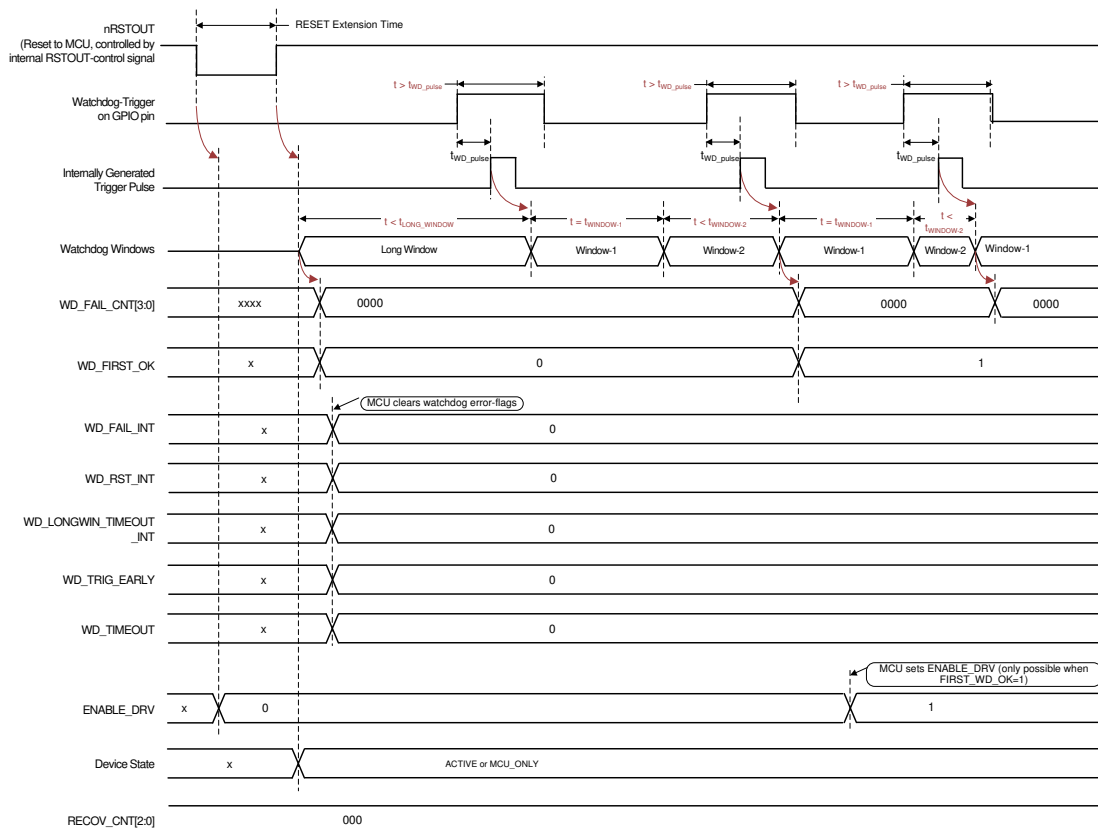 nRSTOUT
(Reset to MCU, controlled by
internal RSTOUT-control signal
RESET Extension Time
Watchdog-Trigger
on GPIO pin
t > tWD_pulse
t > tWD_pulse
t > tWD_pulse
tWD_pulse
tWD_pulse
tWD_pulse
Internally Generated
Trigger Pulse
t < tLONG_WINDOW
t = tWINDOW-1
t < tWINDOW-2
t = tWINDOW-1
t <
tWINDOW-2
Watchdog Windows
Long Window
Window-1
Window-2
Window-1
Window-2
Window-1
WD_FAIL_CNT[3:0]
xxxx
0000
0000
0000
WD_FIRST_OK
x
0
1
MCU clears watchdog error-flags
WD_FAIL_INT
x
0
WD_RST_INT
x
0
WD_LONGWIN_TIMEOUT
_INT
x
0
WD_TRIG_EARLY
x
0
WD_TIMEOUT
x
0
MCU sets ENABLE_DRV (only possible when
FIRST_WD_OK=1)
ENABLE_DRV
x
0
1
Device State
x
ACTIVE or MCU_ONLY
RECOV_CNT[2:0]
000